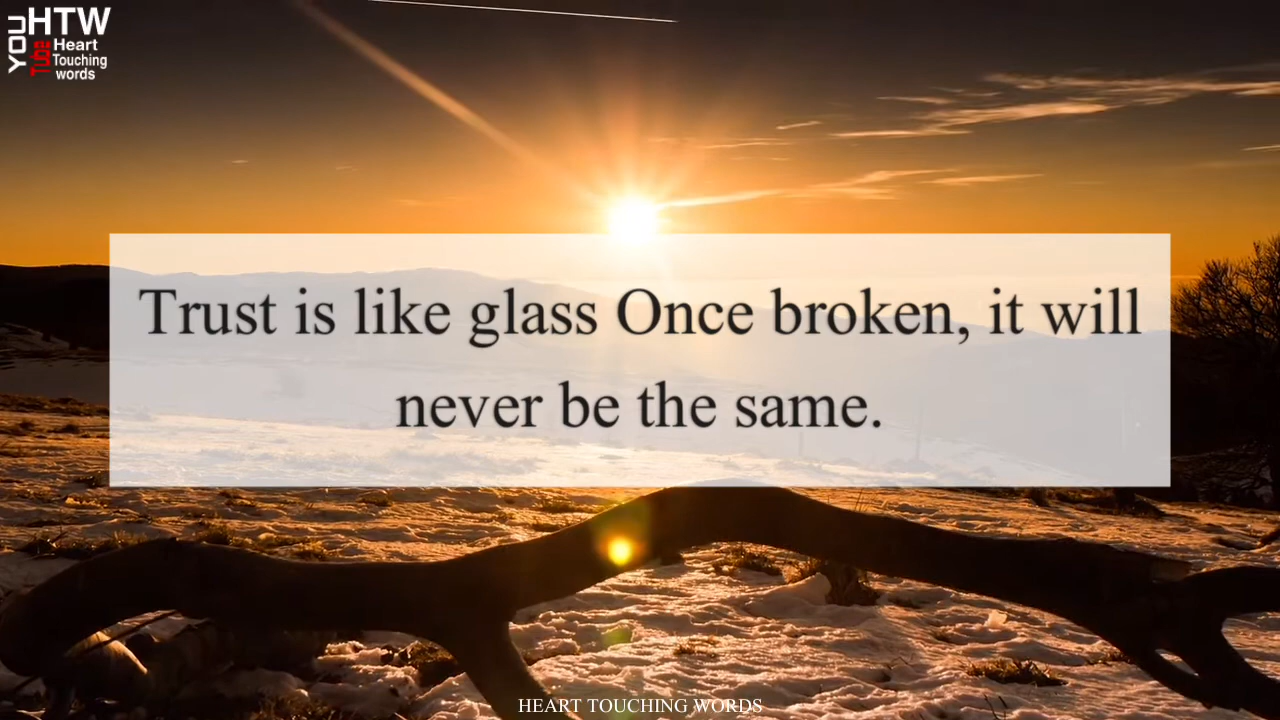 YOU
Tube
HTW
Heart
Touching
words
Trust is like glass Once broken, it will
never be the same.
HEART TOUCHING WORDS